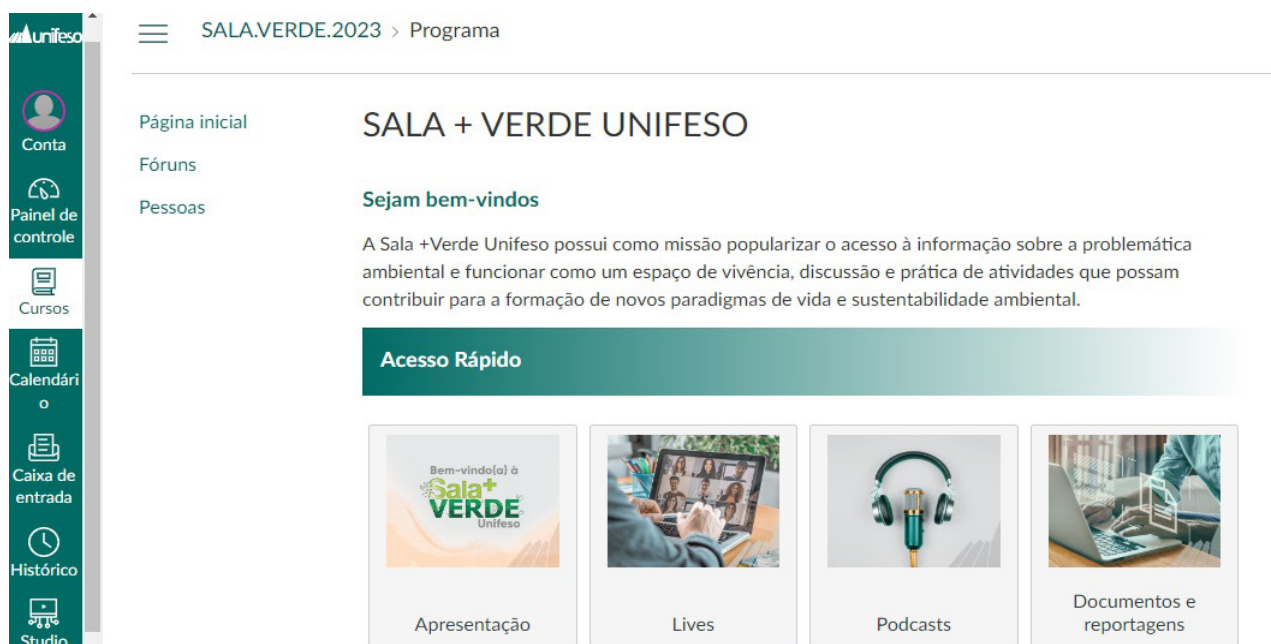 unifeso
SALA.VERDE.2023 > Programa
Conta
Painel de
controle
Cursos
Calendári
o
Caixa de
entrada
Histórico
Studio
Página inicial
Fóruns
Pessoas
SALA + VERDE UNIFESO
Sejam bem-vindos
A Sala +Verde Unifeso possui como missão popularizar o acesso à informação sobre a problemática
ambiental e funcionar como um espaço de vivência, discussão e prática de atividades que possam
contribuir para a formação de novos paradigmas de vida e sustentabilidade ambiental.
Acesso Rápido
Bem-vindo(a) à
Sala+
VERDE
Unifeso
Apresentação
Lives
Podcasts
Documentos e
reportagens